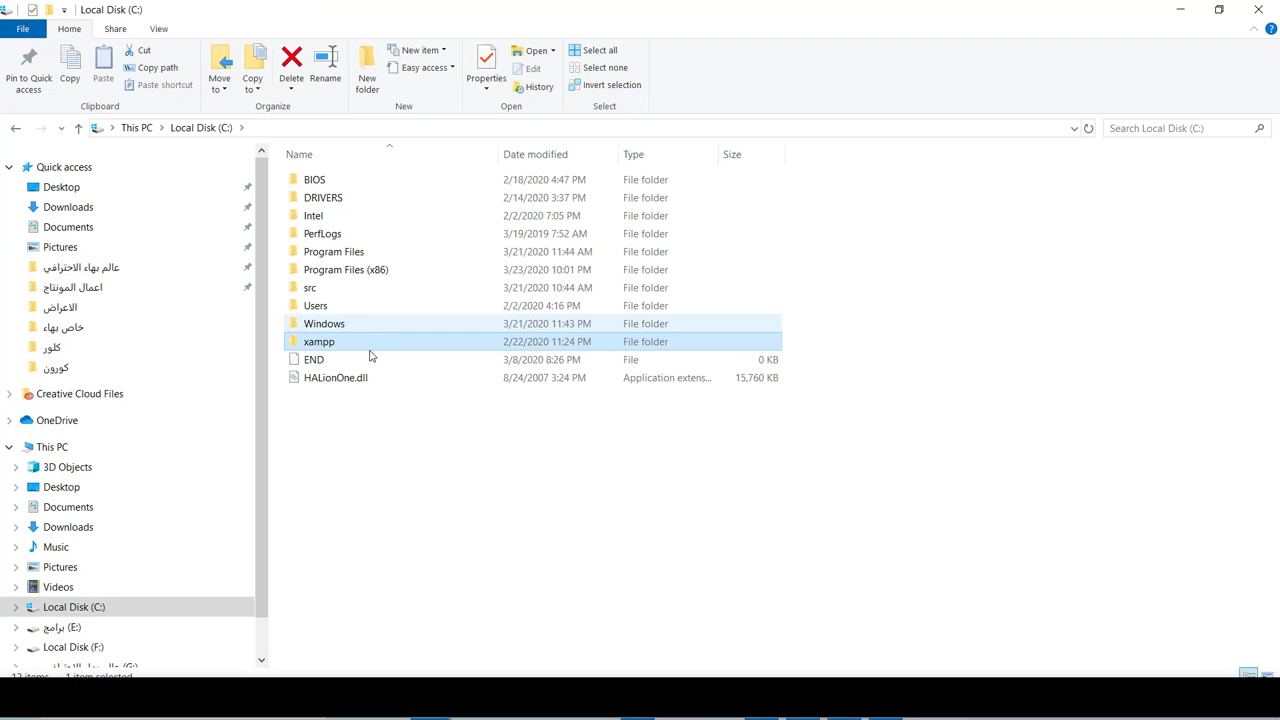 Local Disk (C:)
File Home Share View
Pin to Quick access
Copy
Paste
Cut
Copy path
Paste shortcut
Clipboard
Move to
Copy to
Delete
Rename
Organize
New folder
New item
Easy access
New
Properties
Open
Edit
History
Open
Select all
Select none
Invert selection
Select
This PC Local Disk (C:)
Search Local Disk (C:)
Quick access
Desktop
Downloads
Documents
Pictures
عالم بهاء الاحترافي
اعمال المونتاج
الاعراض
خاص بهاء
كلور
كورون
Creative Cloud Files
OneDrive
This PC
3D Objects
Desktop
Documents
Downloads
Music
Pictures
Videos
Local Disk (C:)
برامج (E:)
Local Disk (F:)
Name Date modified Type Size
BIOS 2/18/2020 4:47 PM File folder
DRIVERS 2/14/2020 3:37 PM File folder
Intel 2/2/2020 7:05 PM File folder
PerfLogs 3/19/2019 7:52 AM File folder
Program Files 3/21/2020 11:44 AM File folder
Program Files (x86) 3/23/2020 10:01 PM File folder
src 3/21/2020 10:44 AM File folder
Users 2/2/2020 4:16 PM File folder
Windows 3/21/2020 11:43 PM File folder
xampp 2/22/2020 11:24 PM File folder
END 3/8/2020 8:26 PM File 0 KB
HALionOne.dll 8/24/2007 3:24 PM Application extens... 15,760 KB
12 items 1 item selected